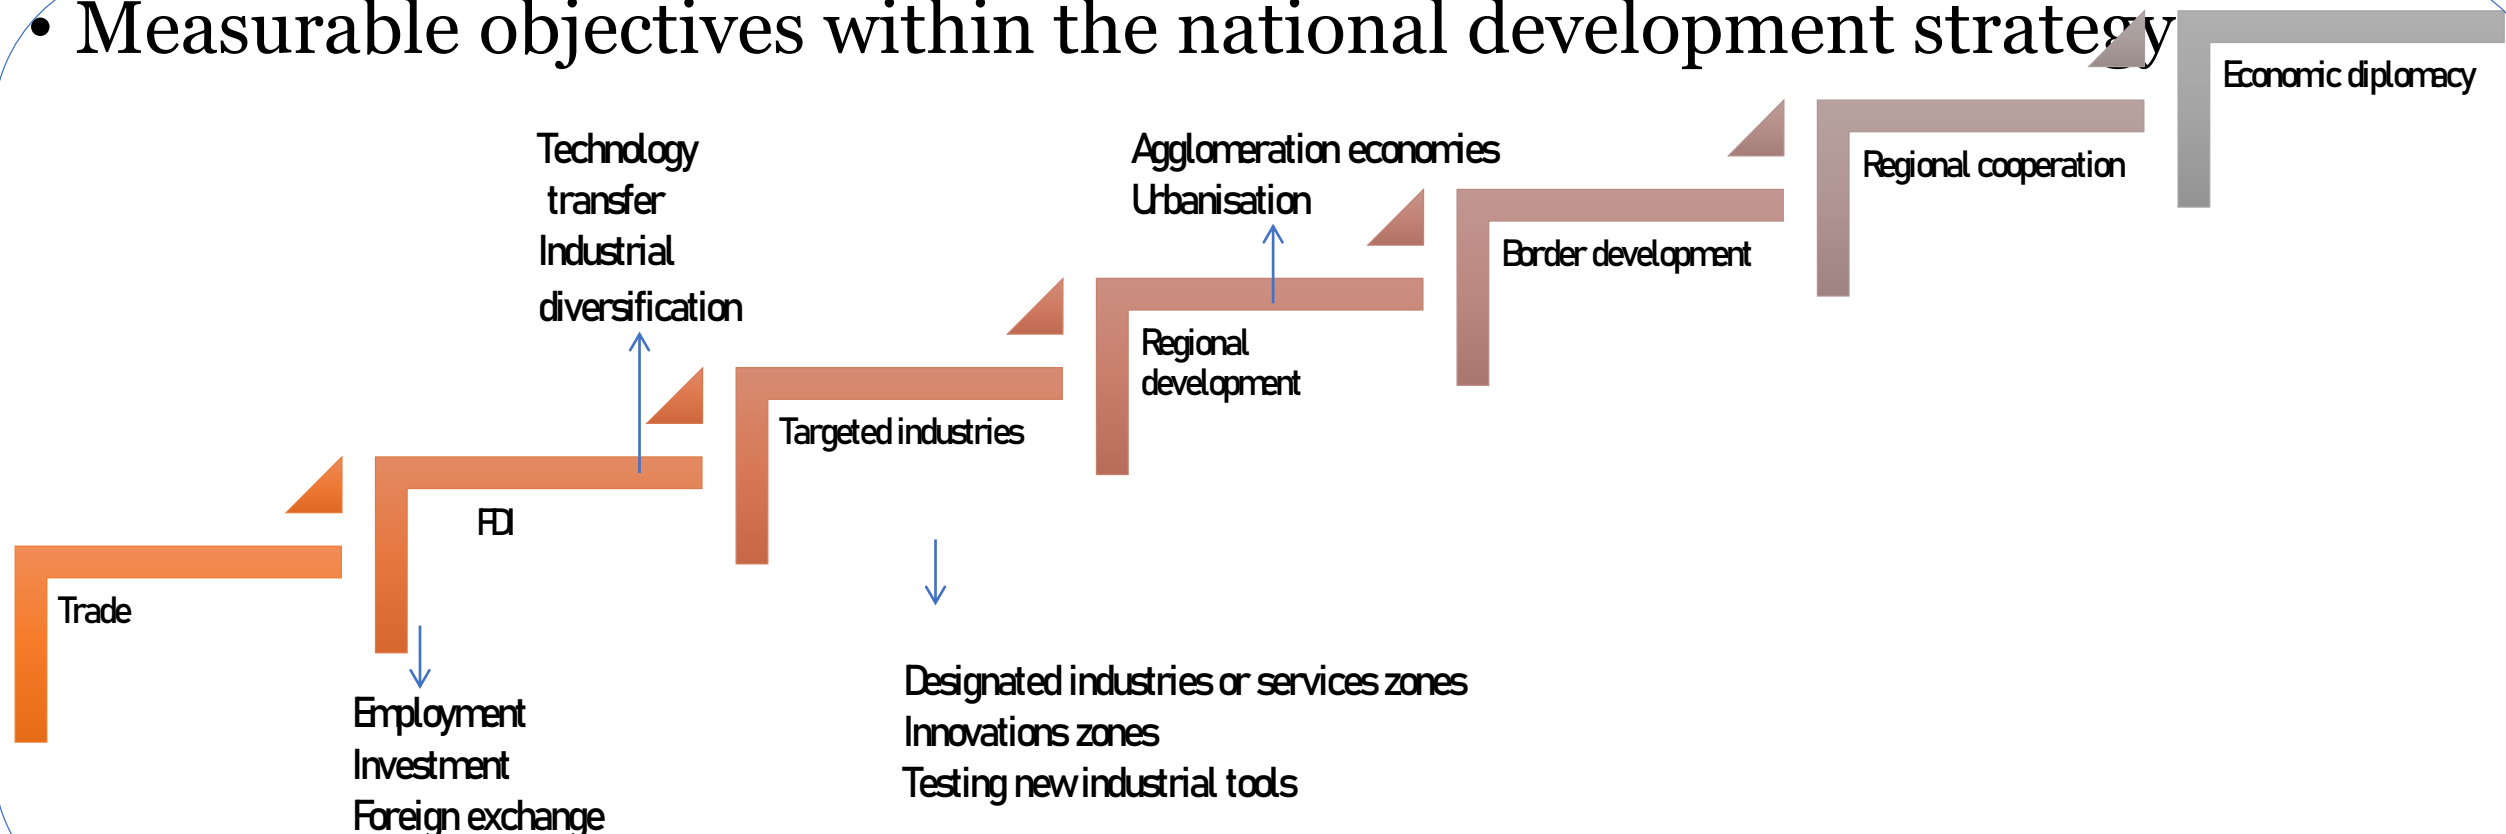 • Measurable objectives within the national development strategy
Economic diplomacy
Regional cooperation
Border development
Agglomeration economies
Urbanisation
Regional
development
Technology
transfer
Industrial
diversification
Targeted industries
FDI
Trade
Employment
Investment
Foreign exchange
Designated industries or services zones
Innovations zones
Testing new industrial tools